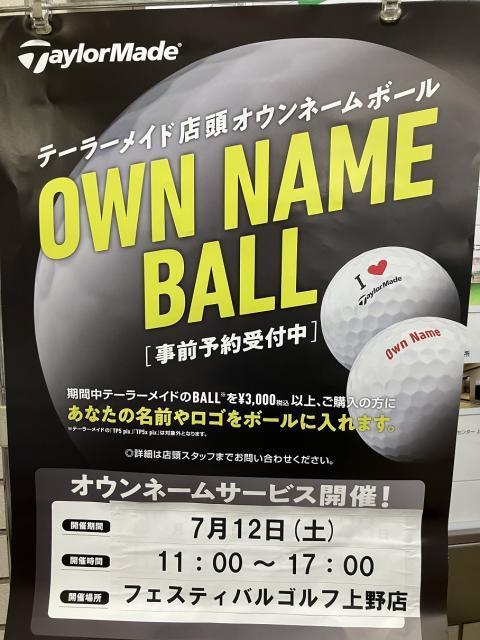 TaylorMade
テーラーメイド店頭オウンネームボール
OWN NAME
BALL
I ❤ 
TaylorMade
Own Name
[事前予約受付中]
期間中テーラーメイドのBALL※を¥3,000税込以上、ご購入の方に
あなたの名前やロゴをボールに入れます。
※テーラーメイドの「TP5 pix」「TP5x pix」は対象外となります。
◎詳細は店頭スタッフまでお問い合わせください。
オウンネームサービス開催!
開催期間 7月12日(土)
開催時間 11:00～17:00
開催場所 フェスティバルゴルフ上野店